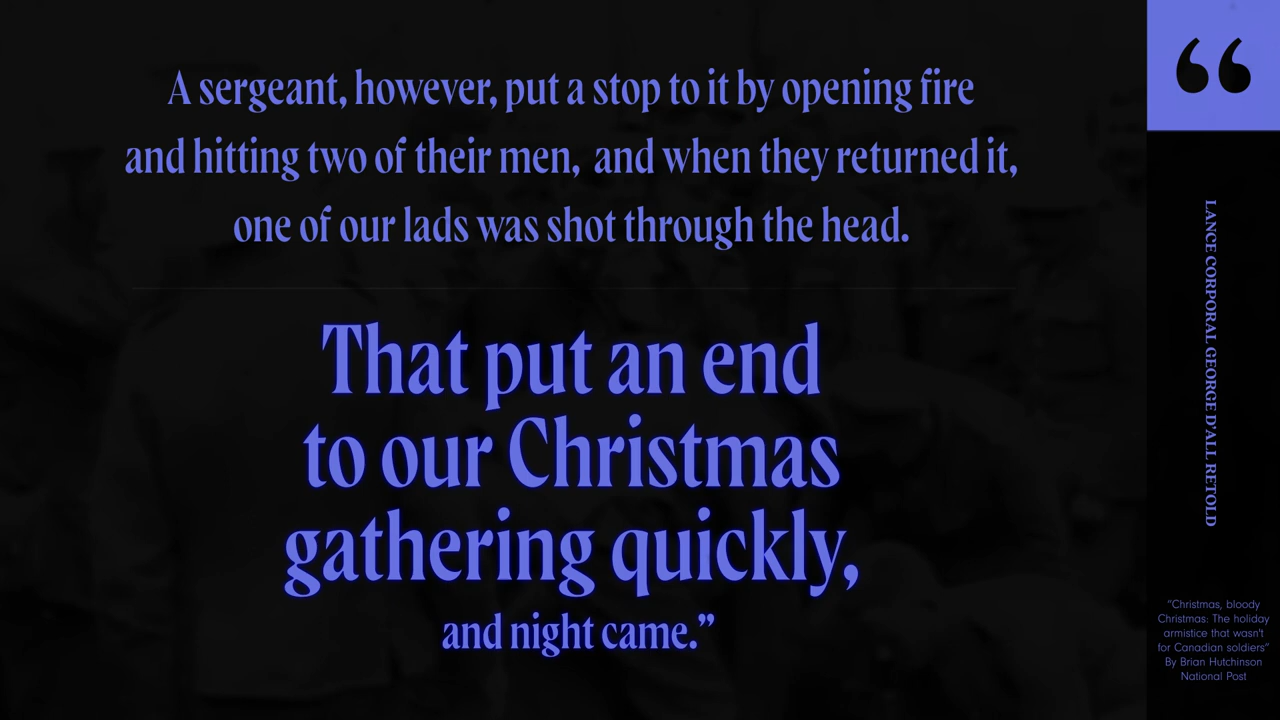 “
A sergeant, however, put a stop to it by opening fire
and hitting two of their men, and when they returned it,
one of our lads was shot through the head.
That put an end
to our Christmas
gathering quickly,
and night came.”
LANCE CORPORAL GEORGE D'ALL RETOLD
“Christmas, bloody
Christmas: The holiday
armistice that wasn't
for Canadian soldiers”
By Brian Hutchinson
National Post